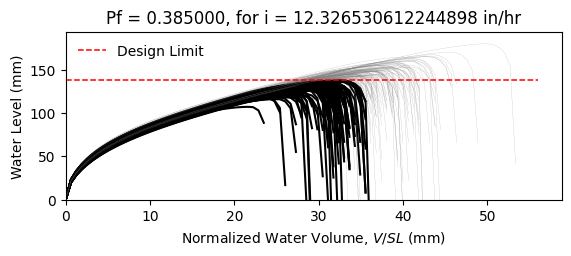 Pf = 0.385000, for i = 12.326530612244898 in/hr
Design Limit
Water Level (mm)
150
100
50
0
0 10 20 30 40 50
Normalized Water Volume, V/SL (mm)